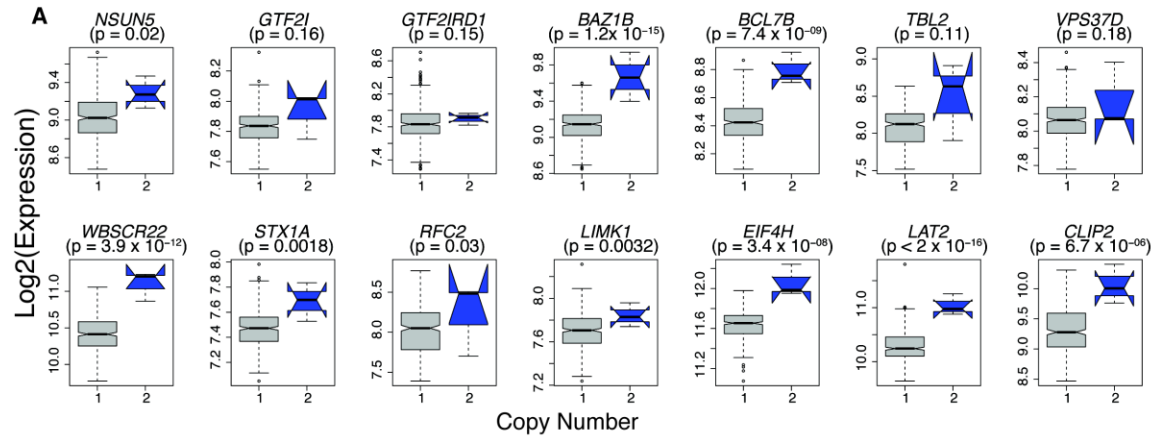 A
NSUN5
(p = 0.02)
GTF2I
(p = 0.16)
GTF2IRD1
(p = 0.15)
BAZ1B
(p = 1.2x 10⁻¹⁵)
BCL7B
(p = 7.4 x 10⁻⁰⁹)
TBL2
(p = 0.11)
VPS37D
(p = 0.18)
Log2(Expression)
9.4
9.0
8.6
1 2
8.2
8.0
7.8
7.6
1 2
8.6
8.2
7.8
7.4
1 2
9.8
9.4
9.0
8.6
1 2
8.8
8.6
8.4
8.2
1 2
9.0
8.5
8.0
7.5
1 2
8.4
8.2
8.0
7.8
1 2
WBSCR22
(p = 3.9 x 10⁻¹²)
STX1A
(p = 0.0018)
RFC2
(p = 0.03)
LIMK1
(p = 0.0032)
EIF4H
(p = 3.4 x 10⁻⁰⁸)
LAT2
(p < 2 x 10⁻¹⁶)
CLIP2
(p = 6.7 x 10⁻⁰⁶)
11.0
10.5
10.0
1 2
8.0
7.8
7.6
7.4
7.2
1 2
8.5
8.0
7.5
1 2
8.0
7.6
7.2
1 2
12.0
11.6
11.2
1 2
11.0
10.0
1 2
10.0
9.5
9.0
8.5
1 2
Copy Number